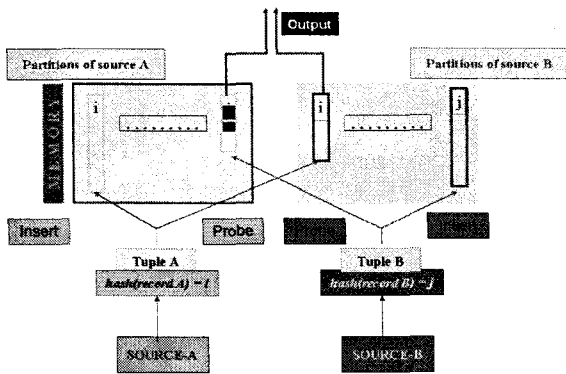 Output
Partitions of source A
Partitions of source B
MEMORY
i
i
j
Insert
Probe
Tuple A
Tuple B
hash(record A) = i
hash(record B) = j
SOURCE-A
SOURCE-B